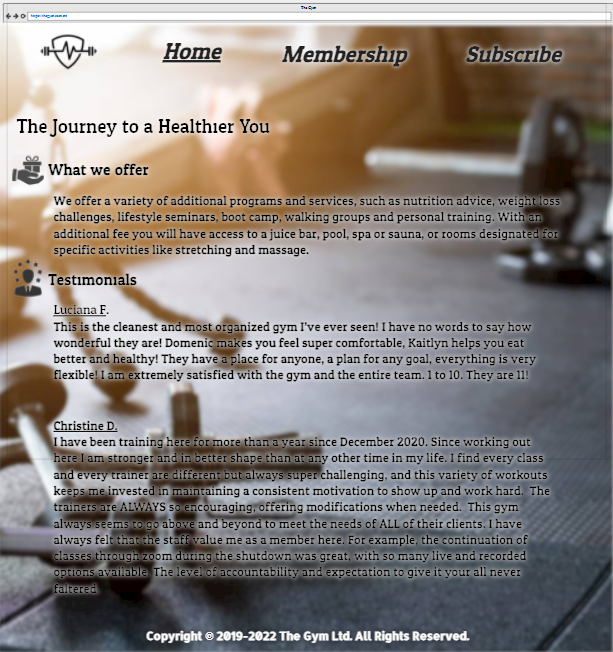 The Gym
Home Membership Subscribe
The Journey to a Healthier You
What we offer
We offer a variety of additional programs and services, such as nutrition advice, weight loss
challenges, lifestyle seminars, boot camp, walking groups and personal training. With an
additional fee you will have access to a juice bar, pool, spa or sauna, or rooms designated for
specific activities like stretching and massage.
Testimonials
Luciana F.
This is the cleanest and most organized gym I've ever seen! I have no words to say how
wonderful they are! Domenic makes you feel super comfortable, Kaitlyn helps you eat
better and healthy! They have a place for anyone, a plan for any goal, everything is very
flexible! I am extremely satisfied with the gym and the entire team. 1 to 10. They are 11!
Christine D.
I have been training here for more than a year since December 2020. Since working out
here I am stronger and in better shape than at any other time in my life. I find every class
and every trainer are different but always super challenging, and this variety of workouts
keeps me invested in maintaining a consistent motivation to show up and work hard. The
trainers are ALWAYS so encouraging, offering modifications when needed. This gym
always seems to go above and beyond to meet the needs of ALL of their clients. I have
always felt that the staff value me as a member here. For example, the continuation of
classes through zoom during the shutdown was great, with so many live and recorded
options available. The level of accountability and expectation to give it your all never
faltered.
Copyright © 2019-2022 The Gym Ltd. All Rights Reserved.